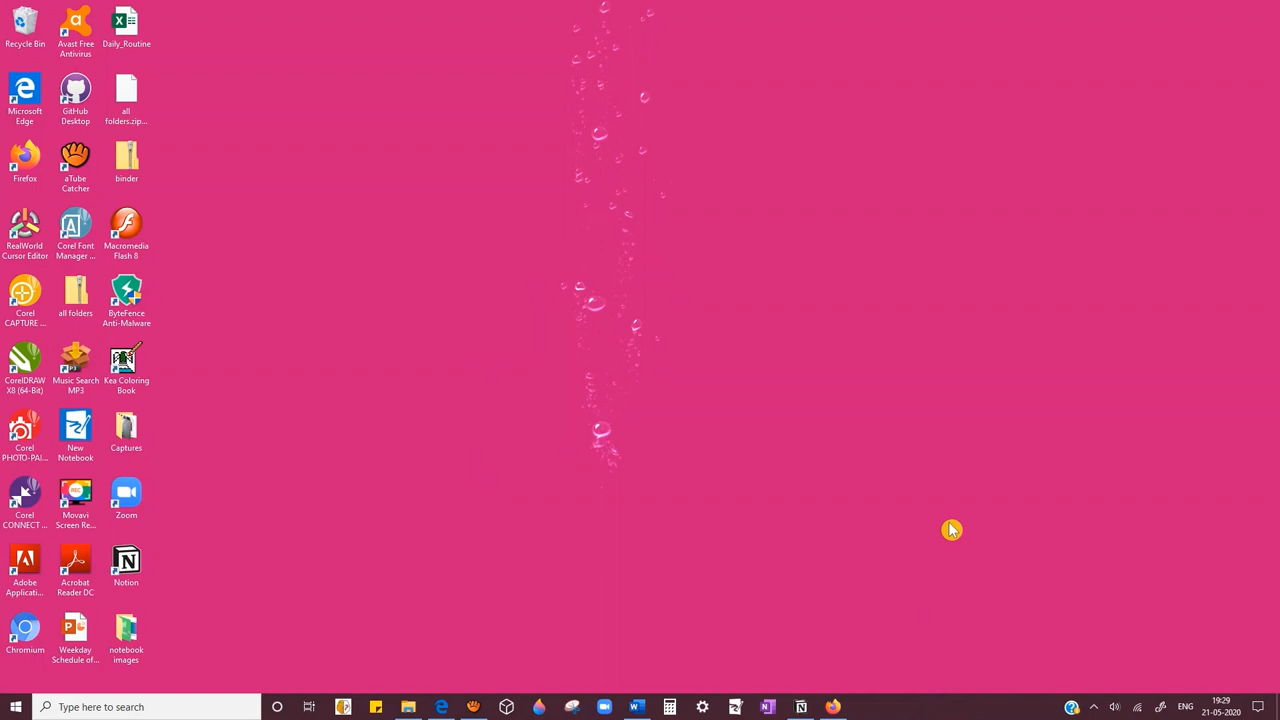 Recycle Bin
Avast Free
Antivirus
Daily_Routine
Microsoft
Edge
GitHub
Desktop
all
folders.zip...
Firefox
aTube
Catcher
binder
RealWorld
Cursor Editor
Corel Font
Manager ...
Macromedia
Flash 8
Corel
CAPTURE ...
all folders
ByteFence
Anti-Malware
CorelDRAW
X8 (64-Bit)
Music Search
MP3
Kea Coloring
Book
Corel
PHOTO-PAI...
New
Notebook
Captures
Corel
CONNECT ...
Movavi
Screen Re...
Zoom
Adobe
Applicati...
Acrobat
Reader DC
Notion
Chromium
Weekday
Schedule of...
notebook
images
Type here to search
ENG
19:29
21-05-2020